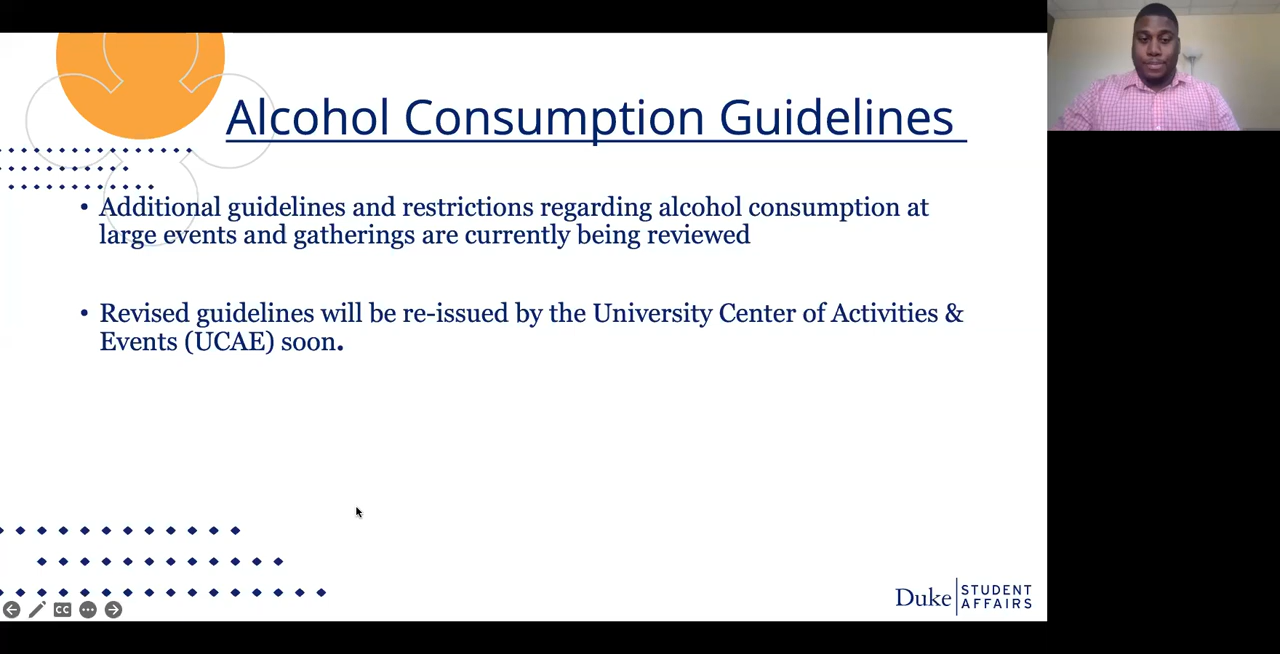 Alcohol Consumption Guidelines
• Additional guidelines and restrictions regarding alcohol consumption at
large events and gatherings are currently being reviewed
• Revised guidelines will be re-issued by the University Center of Activities &
Events (UCAE) soon.
CC
Duke STUDENT
AFFAIRS